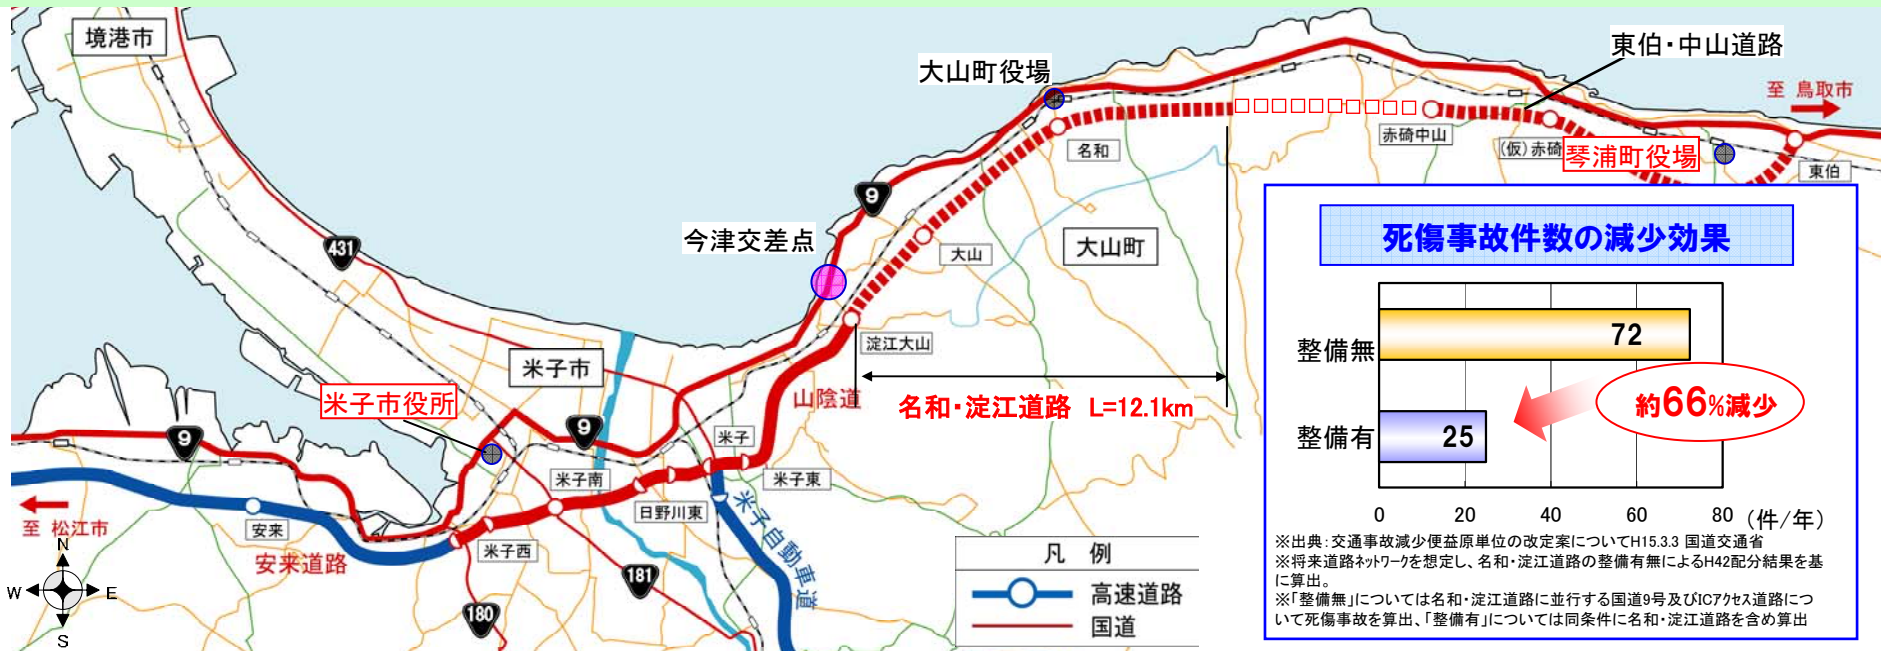 境港市
大山町役場
東伯・中山道路
至 鳥取市
赤碕中山
(仮)赤碕
琴浦町役場
東伯
名和
9
431
今津交差点
大山
大山町
淀江大山
米子市
山陰道
名和・淀江道路 L=12.1km
米子市役所
9
9
米子
米子南
米子東
日野川東
米子自動車道
至 松江市
安来
安来道路
米子西
181
180
N
W
E
S
凡 例
高速道路
国道
死傷事故件数の減少効果
整備無
72
約66%減少
整備有
25
0 20 40 60 80 (件/年)
※出典:交通事故減少便益原単位の改定案についてH15.3.3 国道交通省
※将来道路ネットワークを想定し、名和・淀江道路の整備有無によるH42配分結果を基
に算出。
※「整備無」については名和・淀江道路に並行する国道9号及びICアクセス道路につ
いて死傷事故を算出、「整備有」については同条件に名和・淀江道路を含め算出